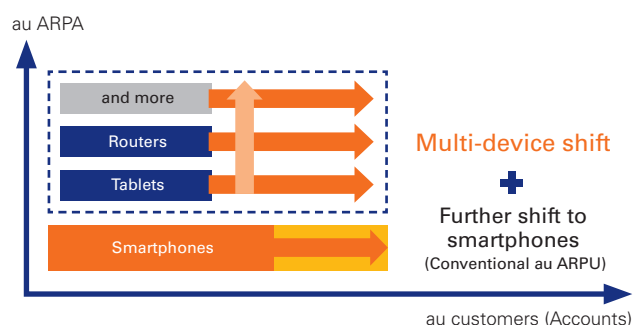 au ARPA
and more
Routers
Tablets
Smartphones
Multi-device shift
+
Further shift to
smartphones
(Conventional au ARPU)
au customers (Accounts)